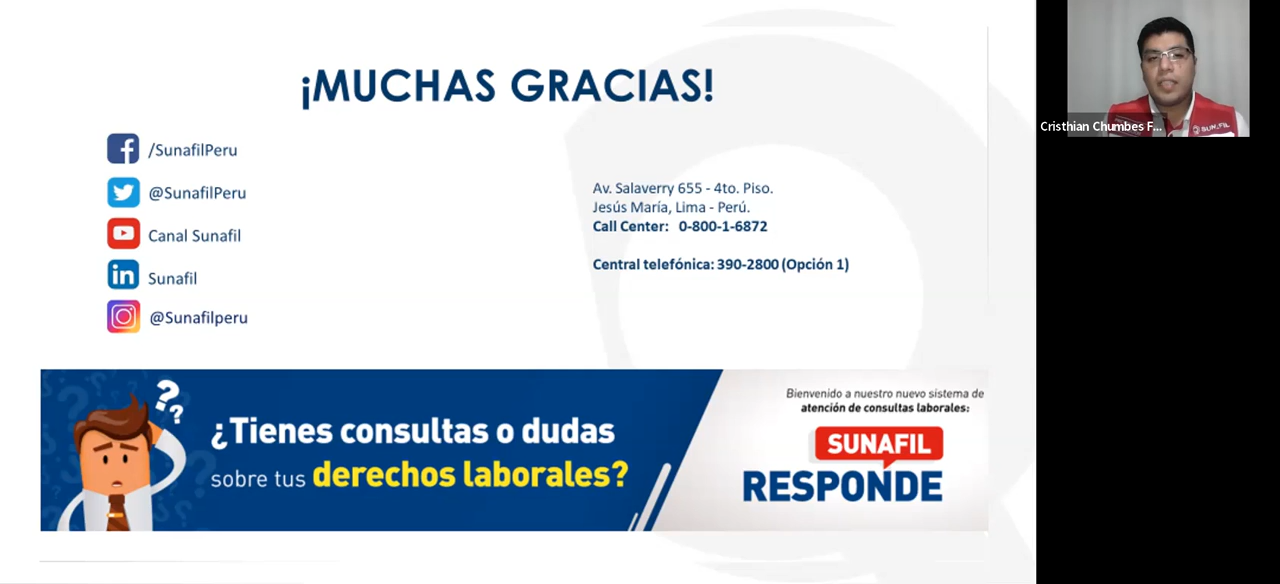 ¡MUCHAS GRACIAS!
/SunafilPeru
@SunafilPeru
Canal Sunafil
Sunafil
@Sunafilperu
Av. Salaverry 655 - 4to. Piso.
Jesús María, Lima - Perú.
Call Center: 0-800-1-6872
Central telefónica: 390-2800 (Opción 1)
¿Tienes consultas o dudas
sobre tus derechos laborales?
Bienvenido a nuestro nuevo sistema de
atención de consultas laborales:
SUNAFIL
RESPONDE
Cristhian Chumbes F...
SUNAFIL